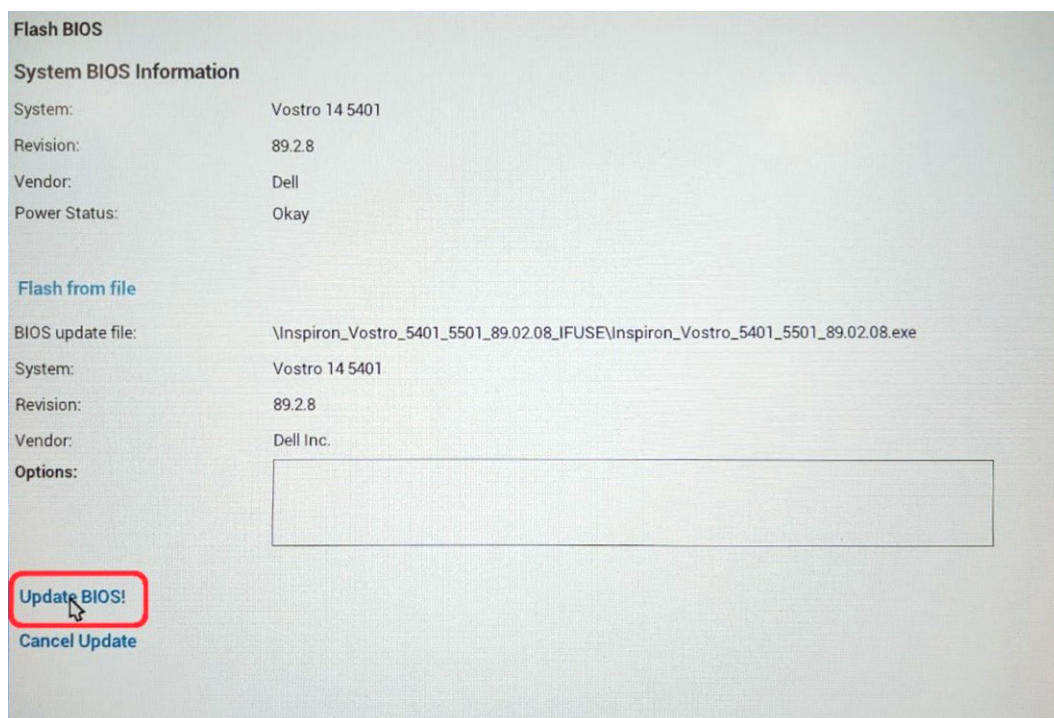 Flash BIOS
System BIOS Information
System: Vostro 14 5401
Revision: 89.2.8
Vendor: Dell
Power Status: Okay
Flash from file
BIOS update file: \Inspiron_Vostro_5401_5501_89.02.08_IFUSE\Inspiron_Vostro_5401_5501_89.02.08.exe
System: Vostro 14 5401
Revision: 89.2.8
Vendor: Dell Inc.
Options:
Update BIOS!
Cancel Update